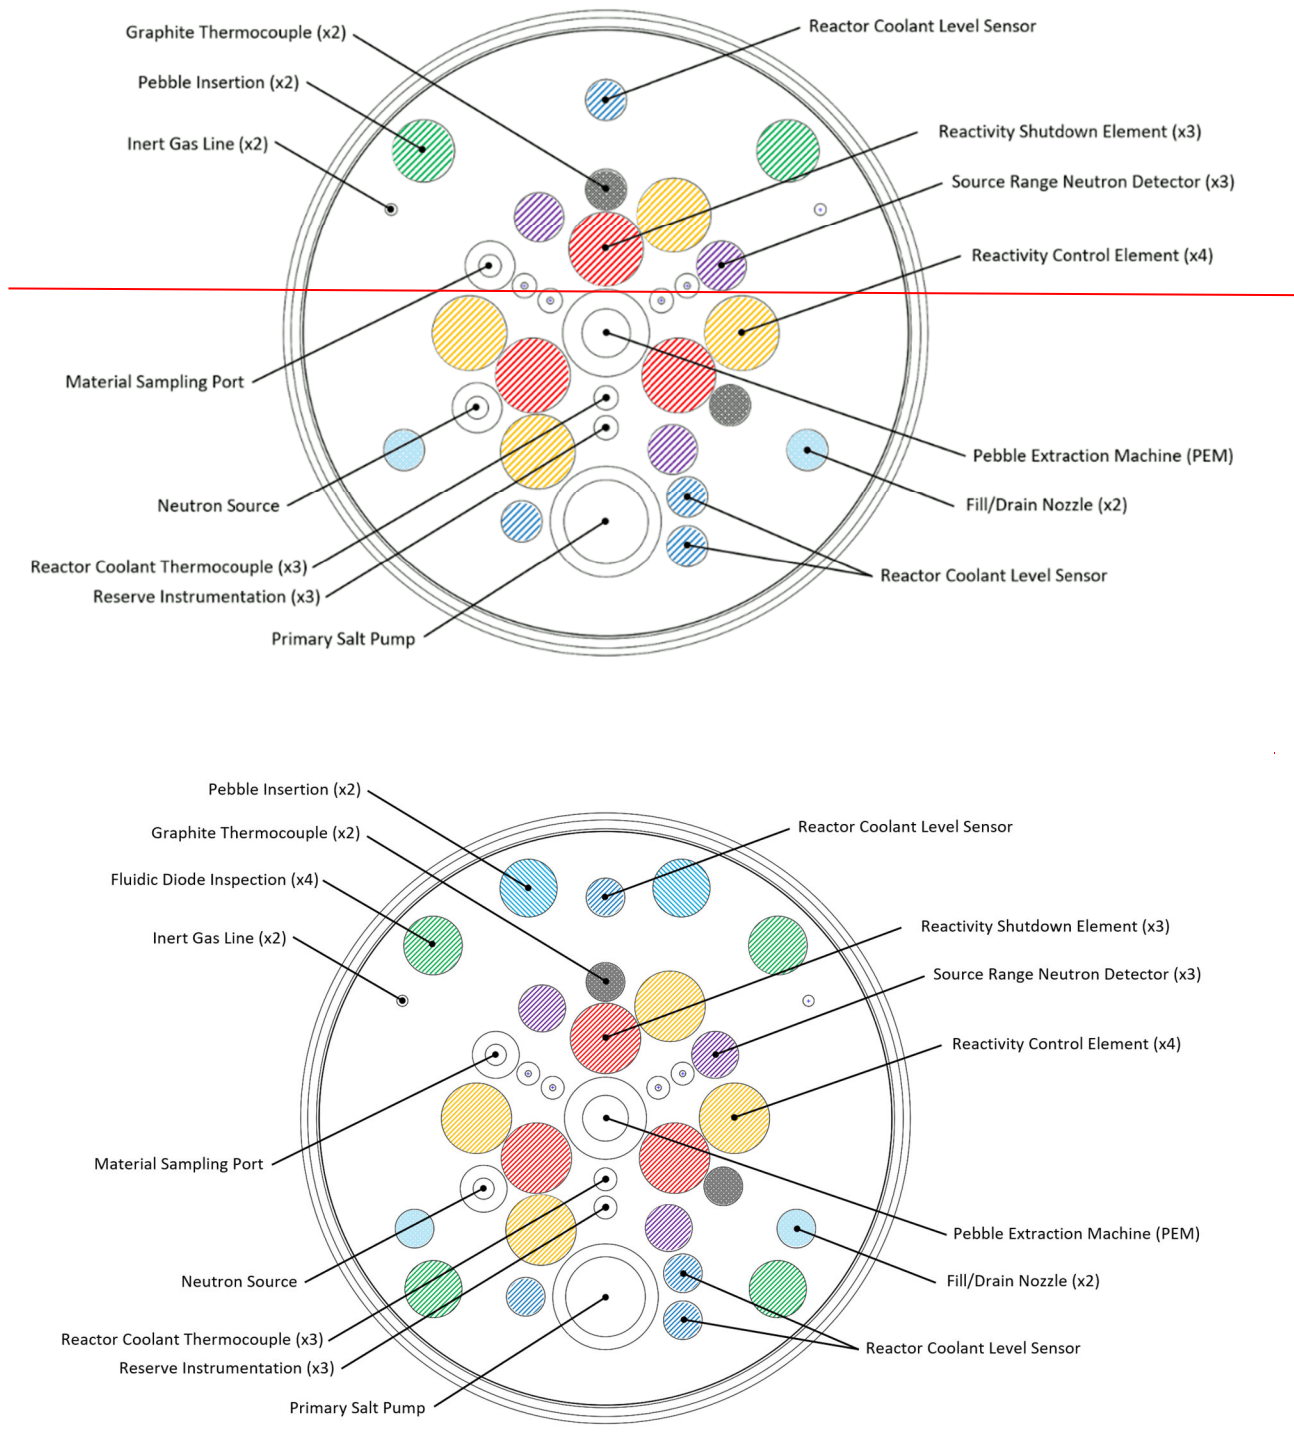 Graphite Thermocouple (x2)
Reactor Coolant Level Sensor
Pebble Insertion (x2)
Inert Gas Line (x2)
Reactivity Shutdown Element (x3)
Source Range Neutron Detector (x3)
Reactivity Control Element (x4)
Material Sampling Port
Pebble Extraction Machine (PEM)
Neutron Source
Fill/Drain Nozzle (x2)
Reactor Coolant Thermocouple (x3)
Reactor Coolant Level Sensor
Reserve Instrumentation (x3)
Primary Salt Pump
Pebble Insertion (x2)
Reactor Coolant Level Sensor
Graphite Thermocouple (x2)
Fluidic Diode Inspection (x4)
Reactivity Shutdown Element (x3)
Inert Gas Line (x2)
Source Range Neutron Detector (x3)
Reactivity Control Element (x4)
Material Sampling Port
Pebble Extraction Machine (PEM)
Neutron Source
Fill/Drain Nozzle (x2)
Reactor Coolant Thermocouple (x3)
Reactor Coolant Level Sensor
Reserve Instrumentation (x3)
Primary Salt Pump